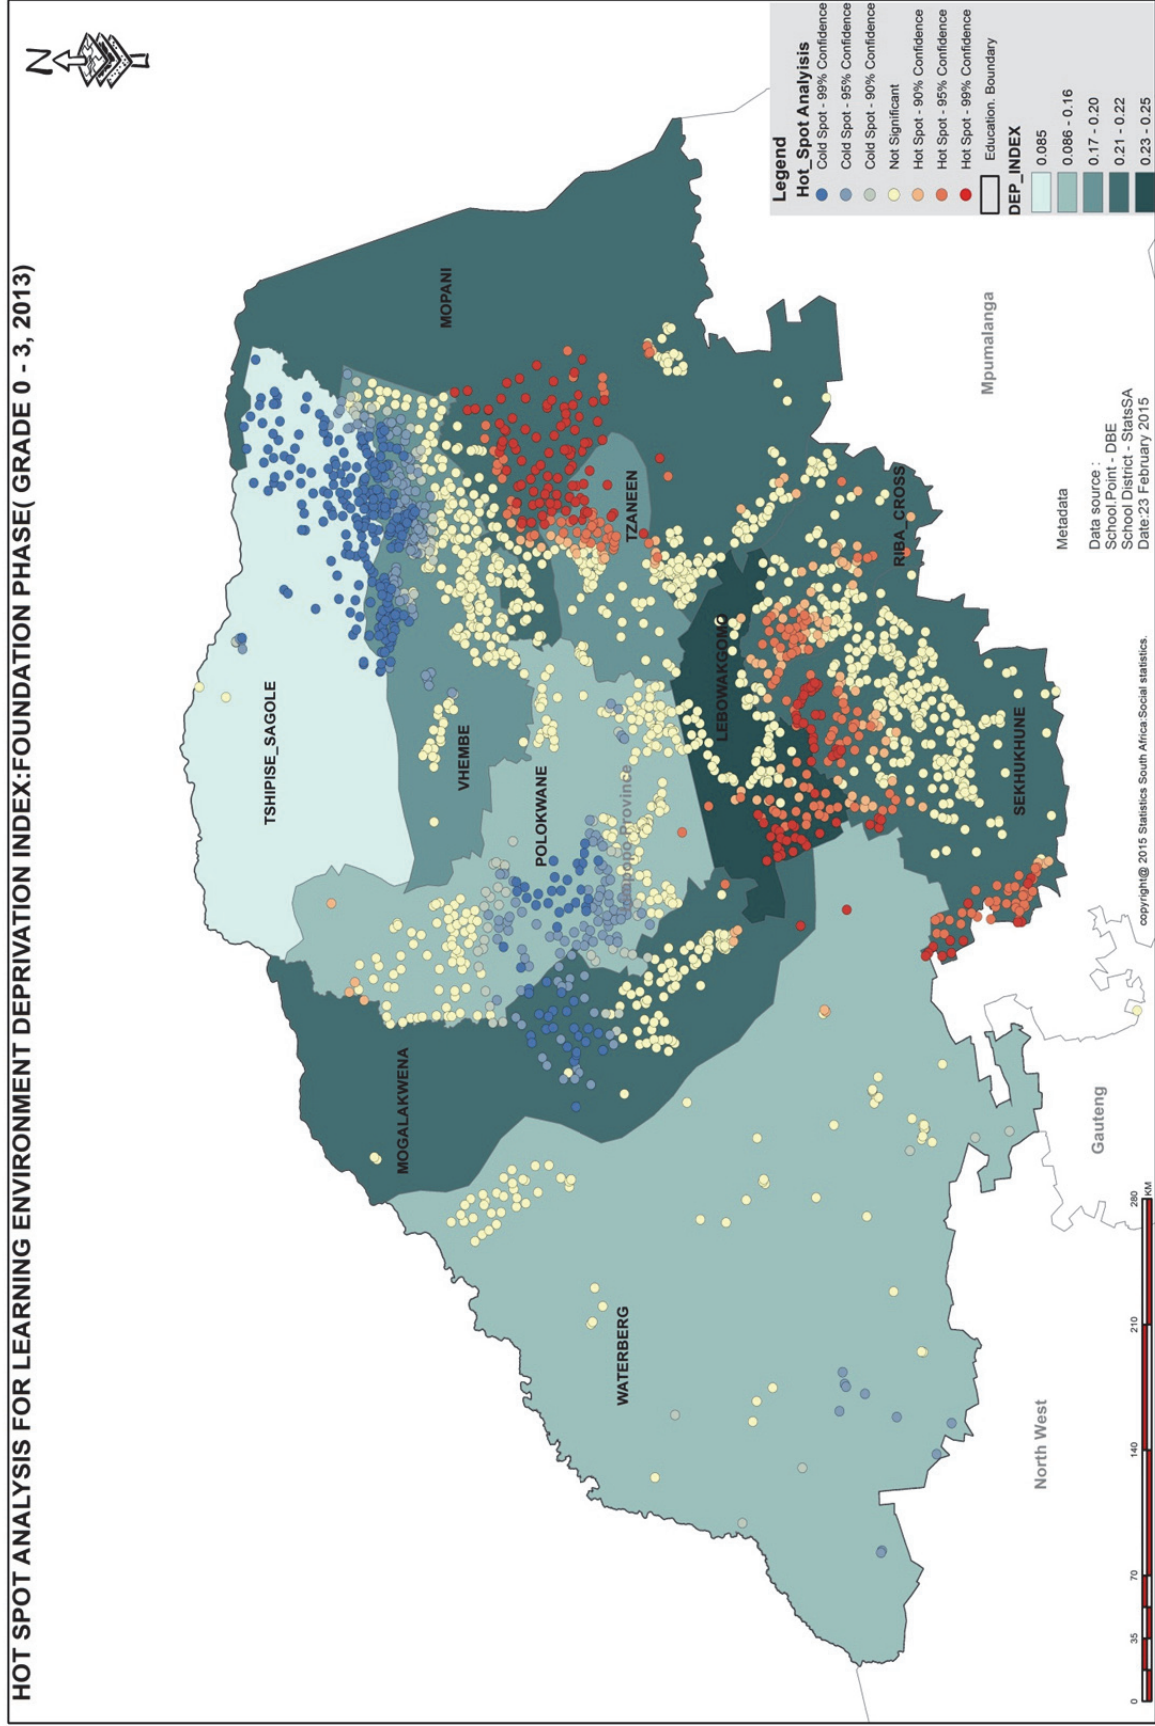 HOT SPOT ANALYSIS FOR LEARNING ENVIRONMENT DEPRIVATION INDEX:FOUNDATION PHASE( GRADE 0 - 3, 2013)
N
TSHIPISE_SAGOLE
MOPANI
VHEMBE
MOGALAKWENA
POLOKWANE
Limpopo Province
TZANEEN
WATERBERG
LEBOWAKGOMO
RIBA_CROSS
SEKHUKHUNE
Mpumalanga
Gauteng
North West
Legend
Hot_Spot Analyisis
Cold Spot - 99% Confidence
Cold Spot - 95% Confidence
Cold Spot - 90% Confidence
Not Significant
Hot Spot - 90% Confidence
Hot Spot - 95% Confidence
Hot Spot - 99% Confidence
Education. Boundary
DEP_INDEX
0.085
0.086 - 0.16
0.17 - 0.20
0.21 - 0.22
0.23 - 0.25
Metadata
Data source :
School.Point - DBE
School District - StatsSA
Date:23 February 2015
copyright@ 2015 Statistics South Africa:Social statistics.
0 35 70 140 210 280
KM